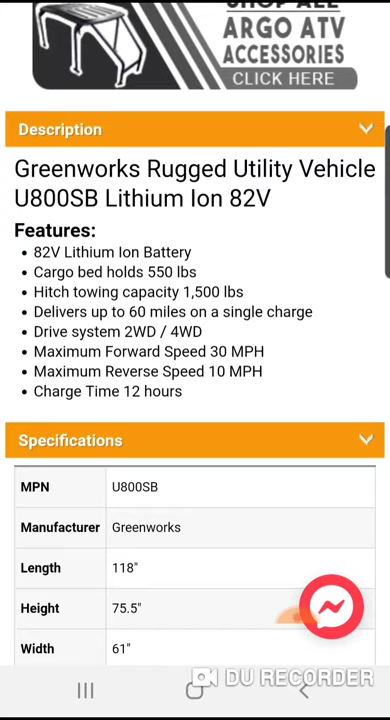 SHOP ALL
ARGO ATV
ACCESSORIES
CLICK HERE
Description
Greenworks Rugged Utility Vehicle
U800SB Lithium Ion 82V
Features:
82V Lithium Ion Battery
Cargo bed holds 550 lbs
Hitch towing capacity 1,500 lbs
Delivers up to 60 miles on a single charge
Drive system 2WD / 4WD
Maximum Forward Speed 30 MPH
Maximum Reverse Speed 10 MPH
Charge Time 12 hours
Specifications
MPN U800SB
Manufacturer Greenworks
Length 118"
Height 75.5"
Width 61"
DU RECORDER